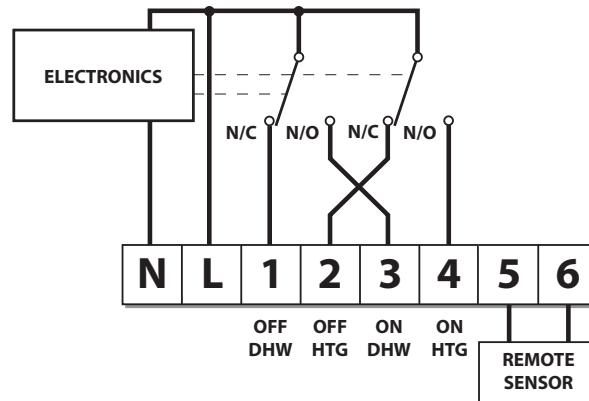 ELECTRONICS
N/C N/O N/C N/O
N L 1 2 3 4 5 6
OFF OFF ON ON
DHW HTG DHW HTG
REMOTE
SENSOR